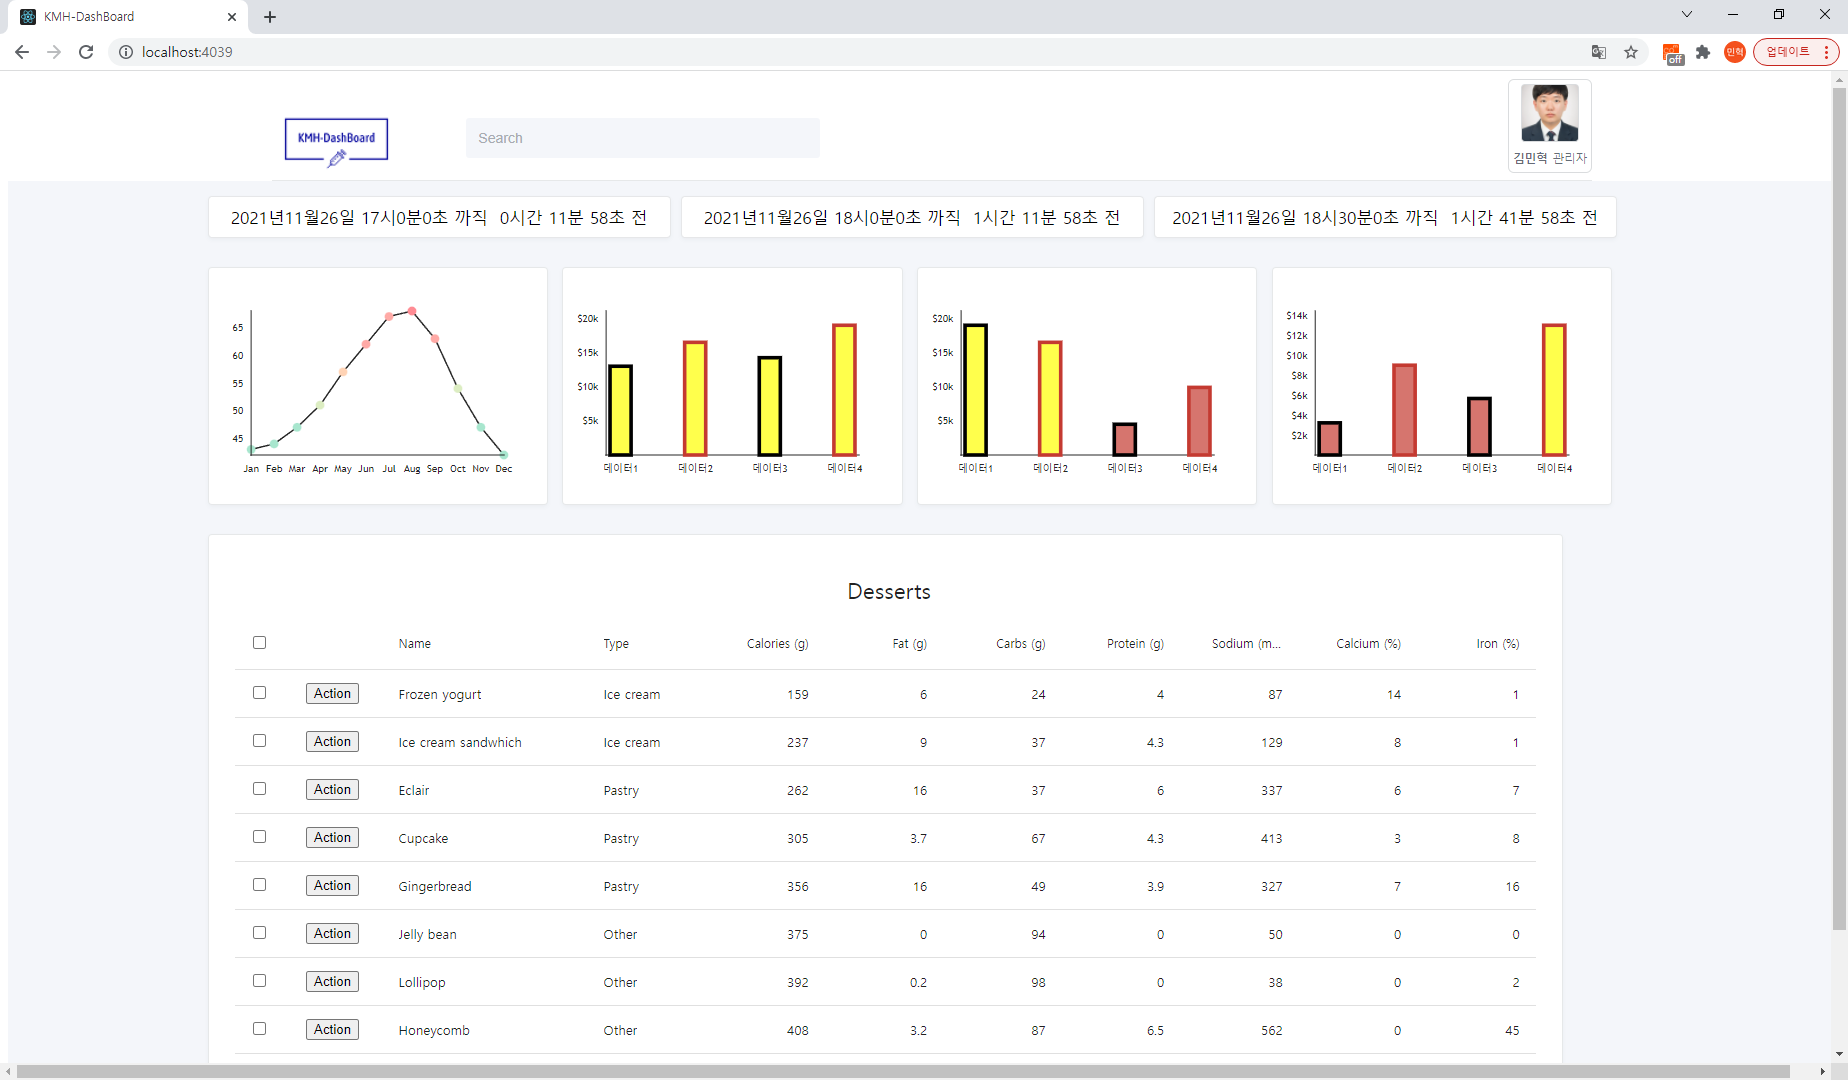 KMH-DashBoard
localhost:4039
off
민혁
업데이트
KMH-DashBoard
Search
김민혁 관리자
2021년11월26일 17시0분0초 까직 0시간 11분 58초 전
2021년11월26일 18시0분0초 까직 1시간 11분 58초 전
2021년11월26일 18시30분0초 까직 1시간 41분 58초 전
65
60
55
50
45
Jan Feb Mar Apr May Jun Jul Aug Sep Oct Nov Dec
$20k
$15k
$10k
$5k
데이터1 데이터2 데이터3 데이터4
$20k
$15k
$10k
$5k
데이터1 데이터2 데이터3 데이터4
$14k
$12k
$10k
$8k
$6k
$4k
$2k
데이터1 데이터2 데이터3 데이터4
Desserts
Name Type Calories (g) Fat (g) Carbs (g) Protein (g) Sodium (m... Calcium (%) Iron (%)
Action Frozen yogurt Ice cream 159 6 24 4 87 14 1
Action Ice cream sandwhich Ice cream 237 9 37 4.3 129 8 1
Action Eclair Pastry 262 16 37 6 337 6 7
Action Cupcake Pastry 305 3.7 67 4.3 413 3 8
Action Gingerbread Pastry 356 16 49 3.9 327 7 16
Action Jelly bean Other 375 0 94 0 50 0 0
Action Lollipop Other 392 0.2 98 0 38 0 2
Action Honeycomb Other 408 3.2 87 6.5 562 0 45